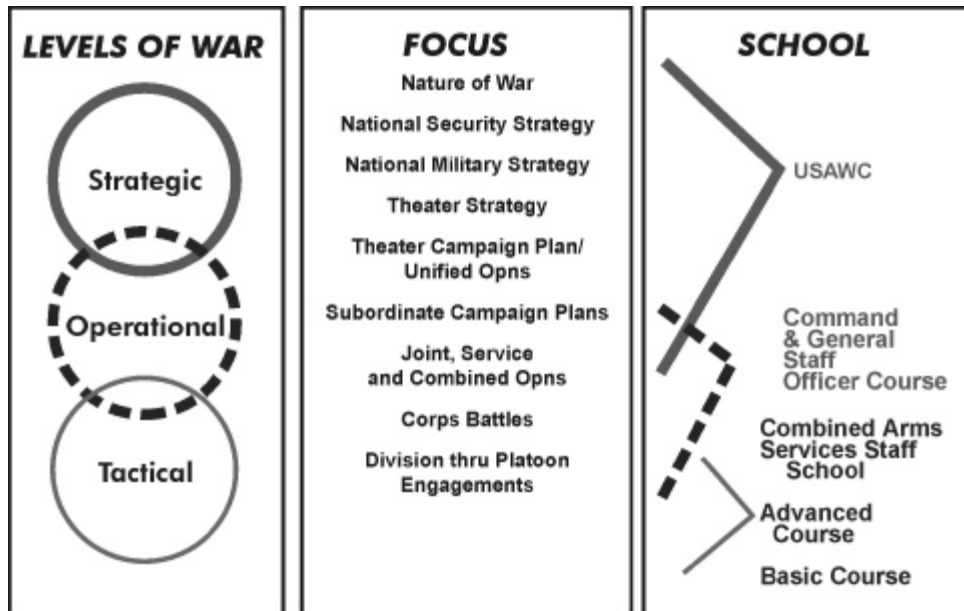 LEVELS OF WAR
Strategic
Operational
Tactical
FOCUS
Nature of War
National Security Strategy
National Military Strategy
Theater Strategy
Theater Campaign Plan/
Unified Opns
Subordinate Campaign Plans
Joint, Service
and Combined Opns
Corps Battles
Division thru Platoon
Engagements
SCHOOL
USAWC
Command
& General
Staff
Officer Course
Combined Arms
Services Staff
School
Advanced
Course
Basic Course